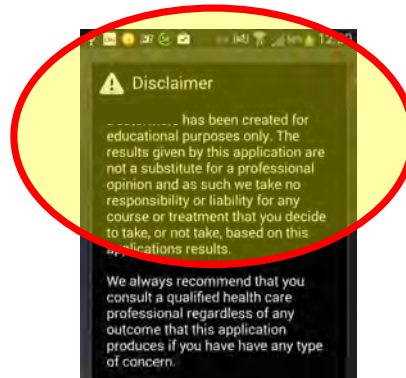 Disclaimer
has been created for
educational purposes only. The
results given by this application are
not a substitute for a professional
opinion and as such we take no
responsibility or liability for any
course or treatment that you decide
to take, or not take, based on this
applications results.
We always recommend that you
consult a qualified health care
professional regardless of any
outcome that this application
produces if you have have any type
of concern.